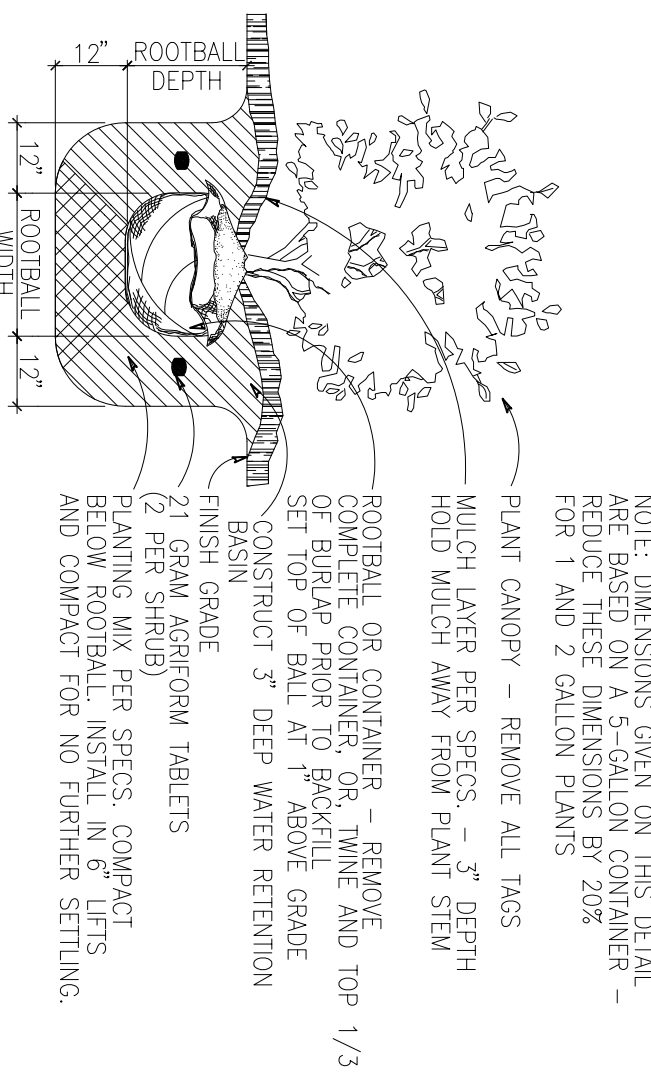 NOTE: DIMENSIONS GIVEN ON THIS DETAIL
ARE BASED ON A 5-GALLON CONTAINER -
REDUCE THESE DIMENSIONS BY 20%
FOR 1 AND 2 GALLON PLANTS
PLANT CANOPY - REMOVE ALL TAGS
MULCH LAYER PER SPECS. - 3" DEPTH
HOLD MULCH AWAY FROM PLANT STEM
ROOTBALL OR CONTAINER - REMOVE
COMPLETE CONTAINER, OR, TWINE AND TOP 1/3
OF BURLAP PRIOR TO BACKFILL
SET TOP OF BALL AT 1" ABOVE GRADE
CONSTRUCT 3" DEEP WATER RETENTION
BASIN
FINISH GRADE
21 GRAM AGRIFORM TABLETS
(2 PER SHRUB)
PLANTING MIX PER SPECS. COMPACT
BELOW ROOTBALL. INSTALL IN 6" LIFTS
AND COMPACT FOR NO FURTHER SETTLING.
ROOTBALL
DEPTH
12"
12"
ROOTBALL
WIDTH
12"